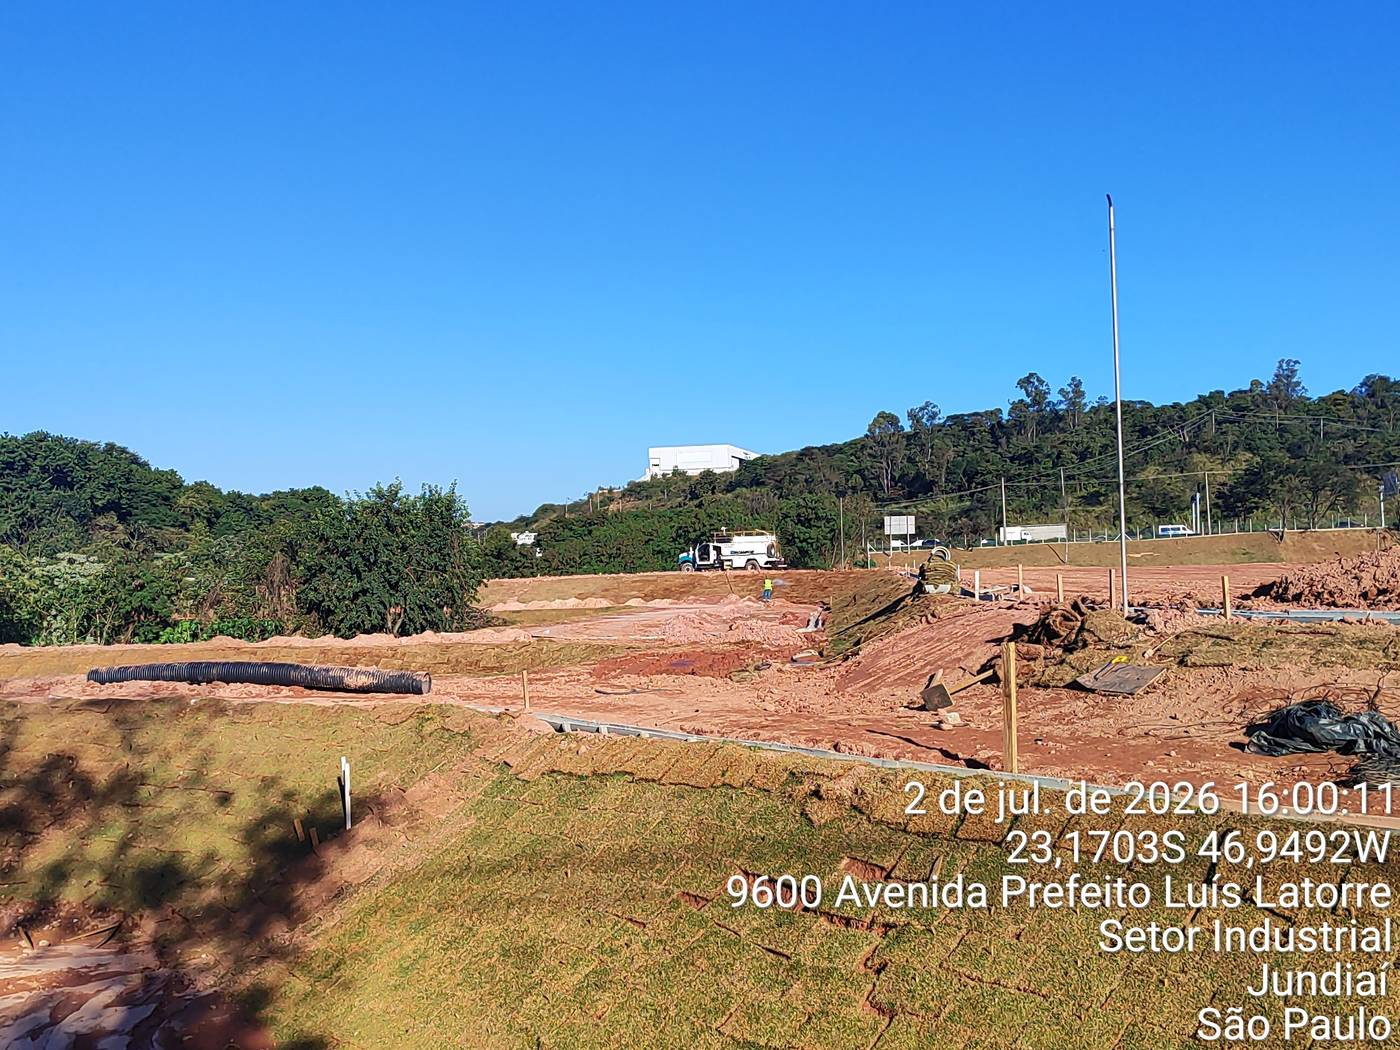 2 de jul. de 2026 16:00:11
23,1703S 46,9492W
9600 Avenida Prefeito Luís Latorre
Setor Industrial
Jundiaí
São Paulo